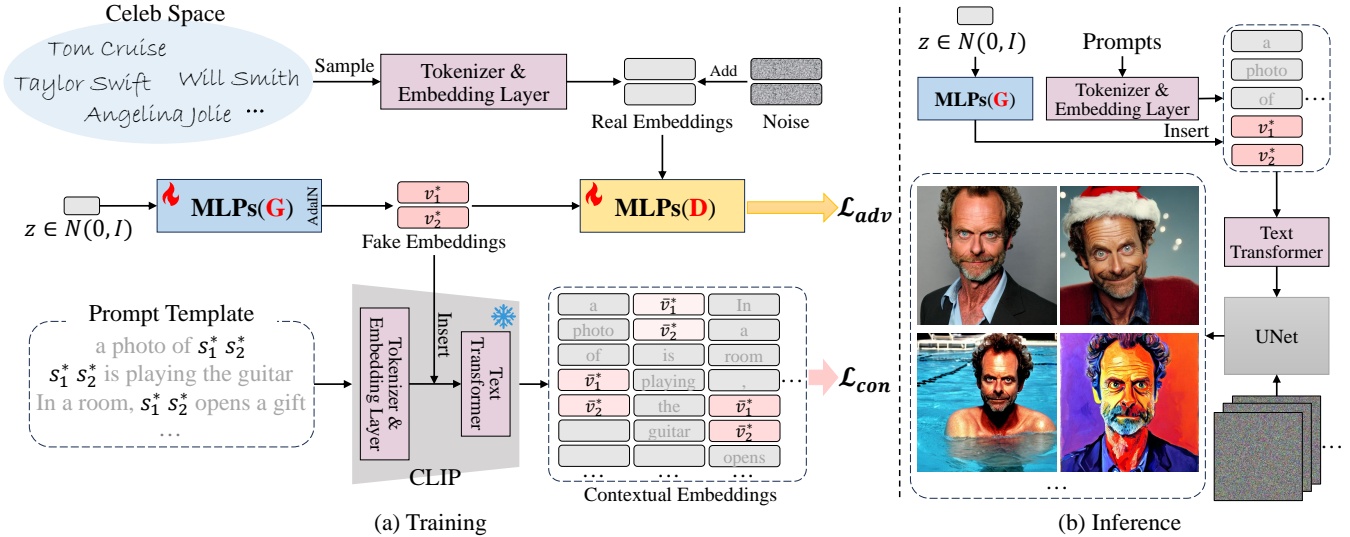 Celeb Space
Tom Cruise
Taylor Swift
Will Smith
Angelina Jolie
...
Sample
Tokenizer &
Embedding Layer
Add
Real Embeddings
Noise
z ∈ N(0, I)
MLPs(G)
AdaIN
v₁*
v₂*
Fake Embeddings
MLPs(D)
ℒ_adv
Prompt Template
a photo of s₁* s₂*
s₁* s₂* is playing the guitar
In a room, s₁* s₂* opens a gift
...
Tokenizer &
Embedding Layer
Insert
Text
Transformer
CLIP
a v̄₁* In
photo v̄₂* a
of is room
v̄₁* playing , ...
v̄₂* the v̄₁*
guitar v̄₂*
opens
... ... ...
Contextual Embeddings
ℒ_con
(a) Training
z ∈ N(0, I)
Prompts
MLPs(G)
Tokenizer &
Embedding Layer
Insert
a
photo
of ...
v₁*
v₂*
Text
Transformer
UNet
...
...
(b) Inference